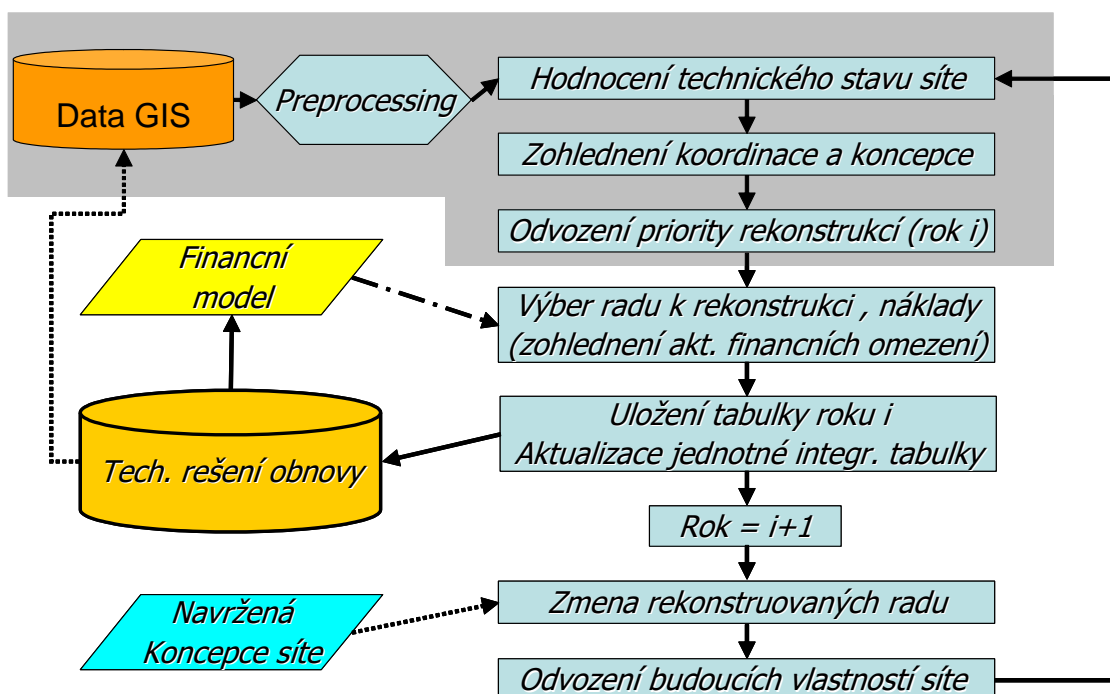 Data GIS
Preprocessing
Hodnocení technického stavu síte
Zohlednení koordinace a koncepce
Odvození priority rekonstrukcí (rok i)
Financní
model
Výber radu k rekonstrukci , náklady
(zohlednení akt. financních omezení)
Uložení tabulky roku i
Aktualizace jednotné integr. tabulky
Tech. rešení obnovy
Rok = i+1
Navržená
Koncepce síte
Zmena rekonstruovaných radu
Odvození budoucích vlastností síte